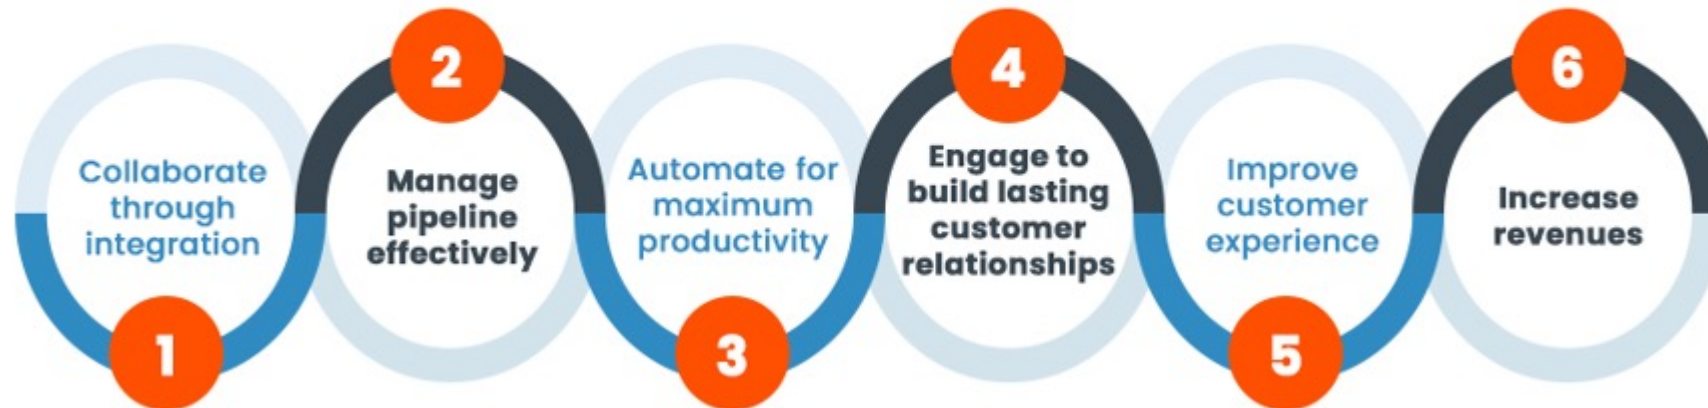 1
Collaborate
through
integration
2
Manage
pipeline
effectively
3
Automate for
maximum
productivity
4
Engage to
build lasting
customer
relationships
5
Improve
customer
experience
6
Increase
revenues